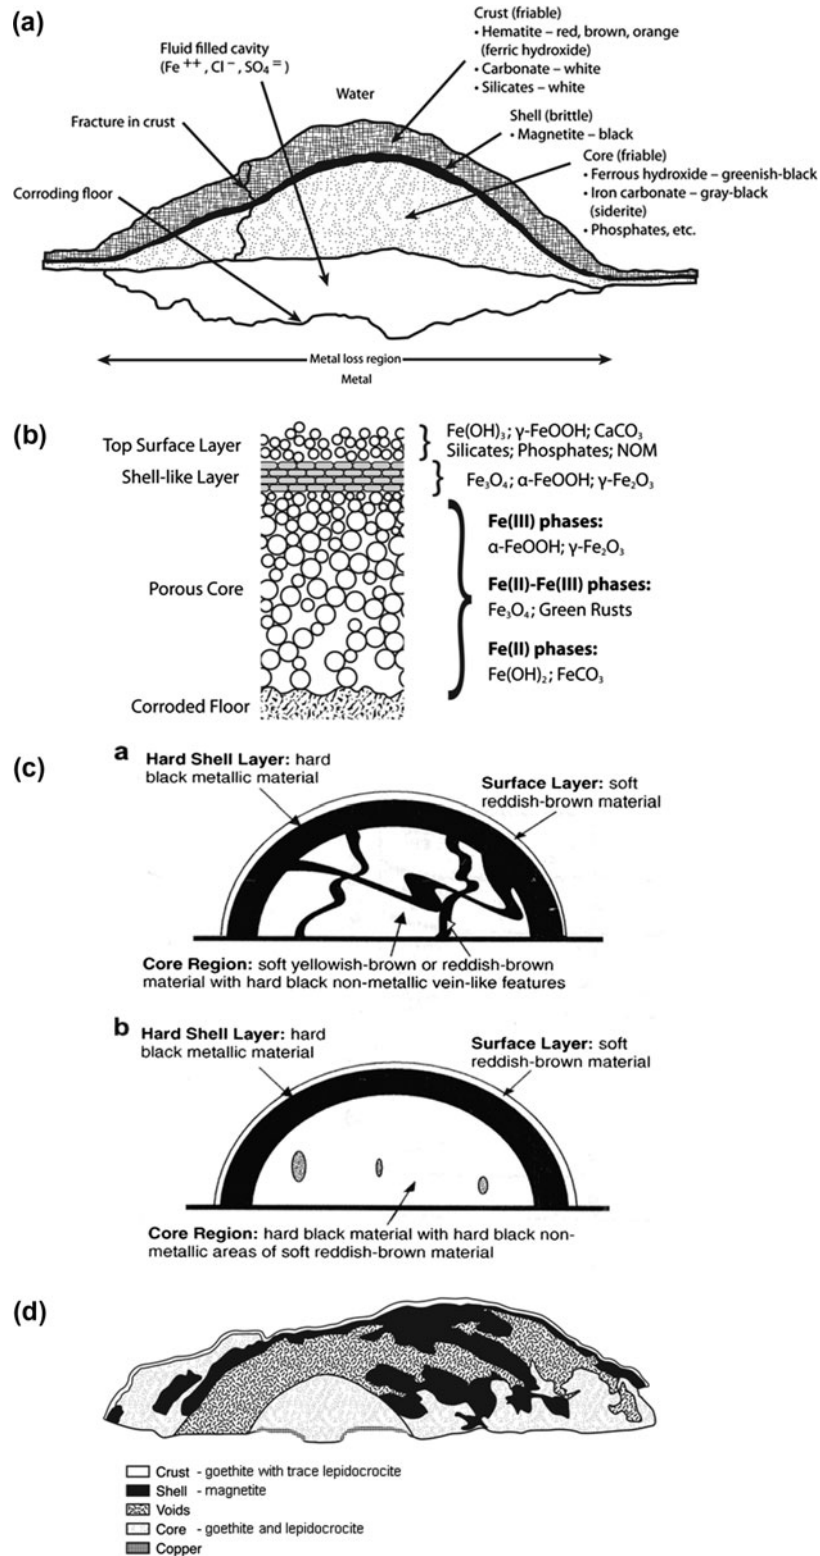 (a)
Fluid filled cavity
(Fe ++, Cl −, SO4 = )
Water
Crust (friable)
• Hematite – red, brown, orange
(ferric hydroxide)
• Carbonate – white
• Silicates – white
Fracture in crust
Shell (brittle)
• Magnetite – black
Corroding floor
Core (friable)
• Ferrous hydroxide – greenish-black
• Iron carbonate – gray-black
(siderite)
• Phosphates, etc.
Metal loss region
Metal
(b)
Top Surface Layer
Fe(OH)₃; γ-FeOOH; CaCO₃
Silicates; Phosphates; NOM
Shell-like Layer
Fe₃O₄; α-FeOOH; γ-Fe₂O₃
Porous Core
Fe(III) phases:
α-FeOOH; γ-Fe₂O₃
Fe(II)-Fe(III) phases:
Fe₃O₄; Green Rusts
Fe(II) phases:
Fe(OH)₂; FeCO₃
Corroded Floor
(c)
a
Hard Shell Layer: hard
black metallic material
Surface Layer: soft
reddish-brown material
Core Region: soft yellowish-brown or reddish-brown
material with hard black non-metallic vein-like features
b
Hard Shell Layer: hard
black metallic material
Surface Layer: soft
reddish-brown material
Core Region: hard black material with hard black non-
metallic areas of soft reddish-brown material
(d)
Crust - goethite with trace lepidocrocite
Shell - magnetite
Voids
Core - goethite and lepidocrocite
Copper